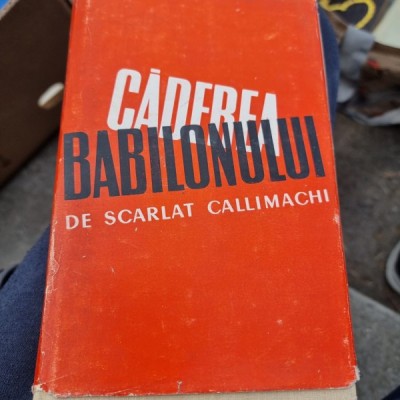 CĂDEREA
BABILONULUI
DE SCARLAT CALLIMACHI